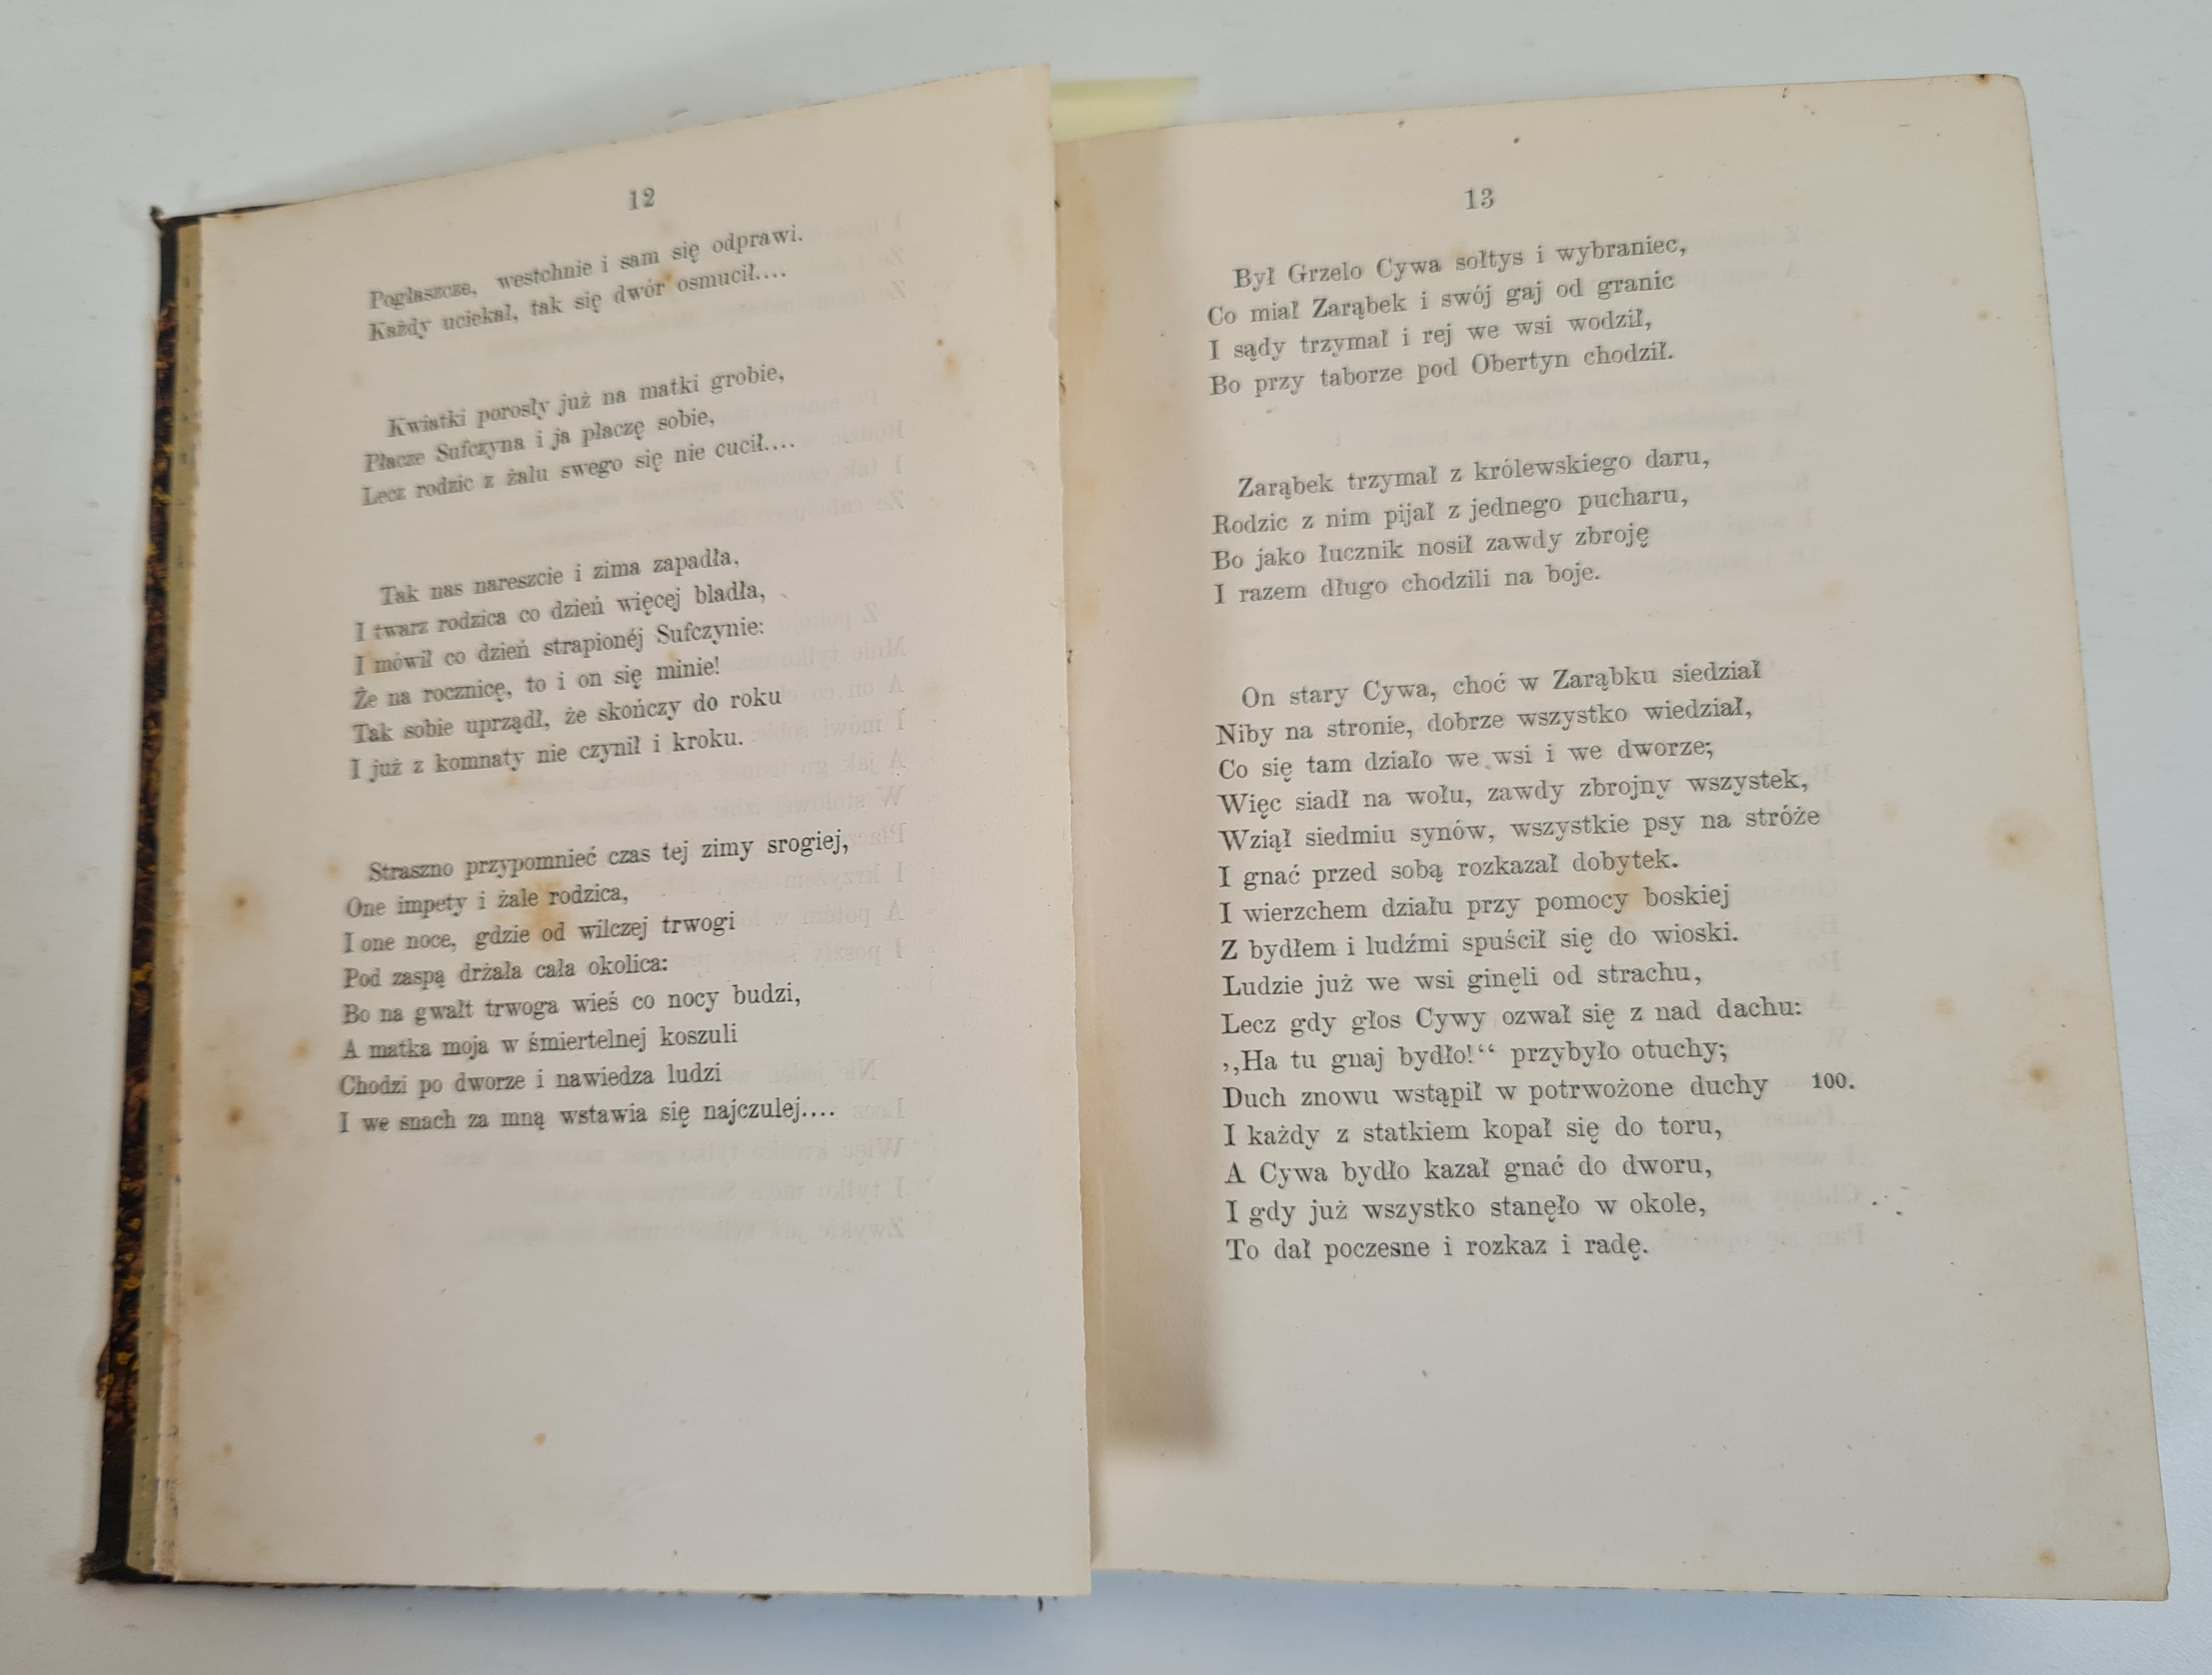 12
Pogłaszcze, westchnie i sam się odprawi.
Każdy uciekał, tak się dwór osmucił....
Kwiatki porosły już na matki grobie,
Płacze Sufczyna i ja płaczę sobie,
Lecz rodzic z żalu swego się nie cucił....
Tak nas nareszcie i zima zapadła,
I twarz rodzica co dzień więcej bladła,
I mówił co dzień strapionéj Sufczynie:
Że na rocznicę, to i on się minie!
Tak sobie uprządł, że skończy do roku
I już z komnaty nie czynił i kroku.
Straszno przypomnieć czas tej zimy srogiej,
One impety i żale rodzica,
I one noce, gdzie od wilczej trwogi
Pod zaspą drżała cała okolica:
Bo na gwałt trwoga wieś co nocy budzi,
A matka moja w śmiertelnej koszuli
Chodzi po dworze i nawiedza ludzi
I we snach za mną wstawia się najczulej....
13
Był Grzelo Cywa sołtys i wybraniec,
Co miał Zarąbek i swój gaj od granic
I sądy trzymał i rej we wsi wodził,
Bo przy taborze pod Obertyn chodził.
Zarąbek trzymał z królewskiego daru,
Rodzic z nim pijał z jednego pucharu,
Bo jako łucznik nosił zawdy zbroję
I razem długo chodzili na boje.
On stary Cywa, choć w Zarąbku siedział
Niby na stronie, dobrze wszystko wiedział,
Co się tam działo we wsi i we dworze;
Więc siadł na wołu, zawdy zbrojny wszystek,
Wziął siedmiu synów, wszystkie psy na stróże
I gnać przed sobą rozkazał dobytek.
I wierzchem działu przy pomocy boskiej
Z bydłem i ludźmi spuścił się do wioski.
Ludzie już we wsi ginęli od strachu,
Lecz gdy głos Cywy ozwał się z nad dachu:
,,Ha tu gnaj bydło!“ przybyło otuchy;
Duch znowu wstąpił w potrwożone duchy 100.
I każdy z statkiem kopał się do toru,
A Cywa bydło kazał gnać do dworu,
I gdy już wszystko stanęło w okole,
To dał poczesne i rozkaz i radę.